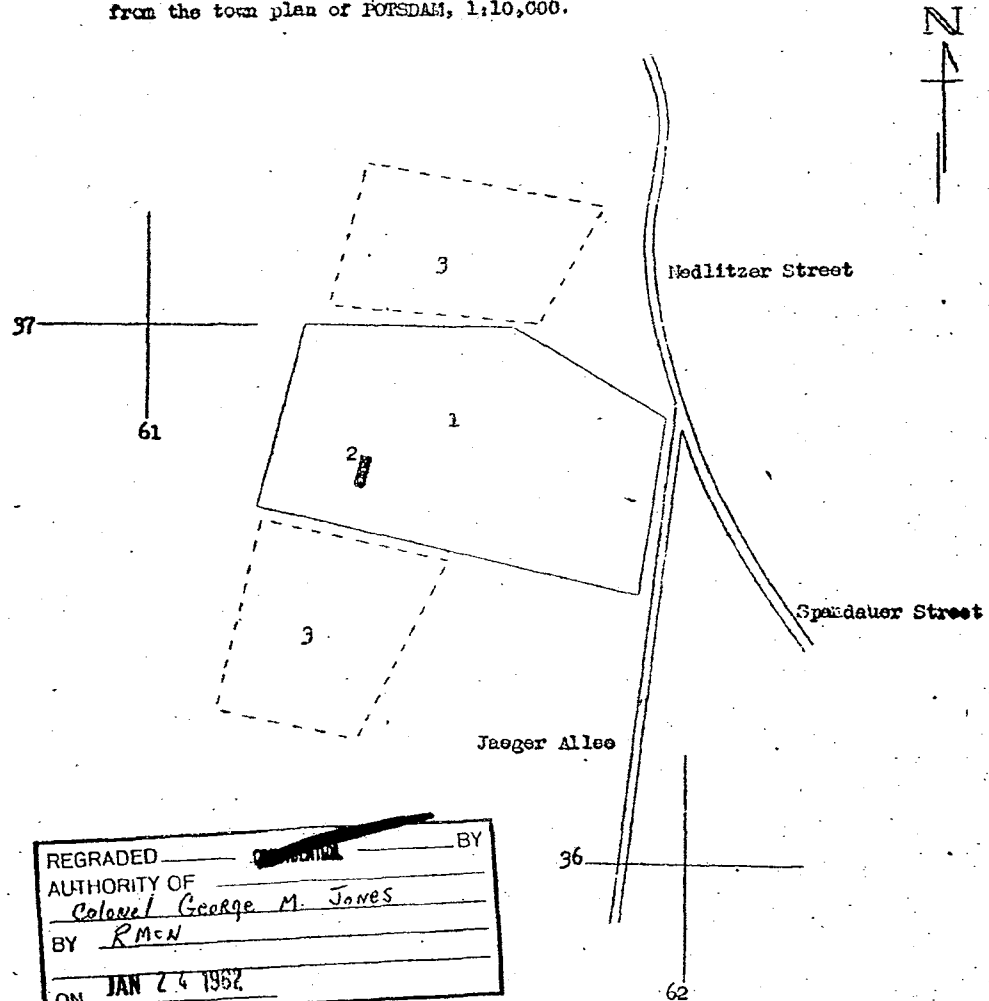 from the town plan of POTSDAM, 1:10,000.
N
3
Nedlitzer Street
37
1
61
2
Spandauer Street
3
Jaeger Allee
36
REGRADED BY
AUTHORITY OF
Colonel George M. Jones
BY RMcN
ON JAN 24 1962
62